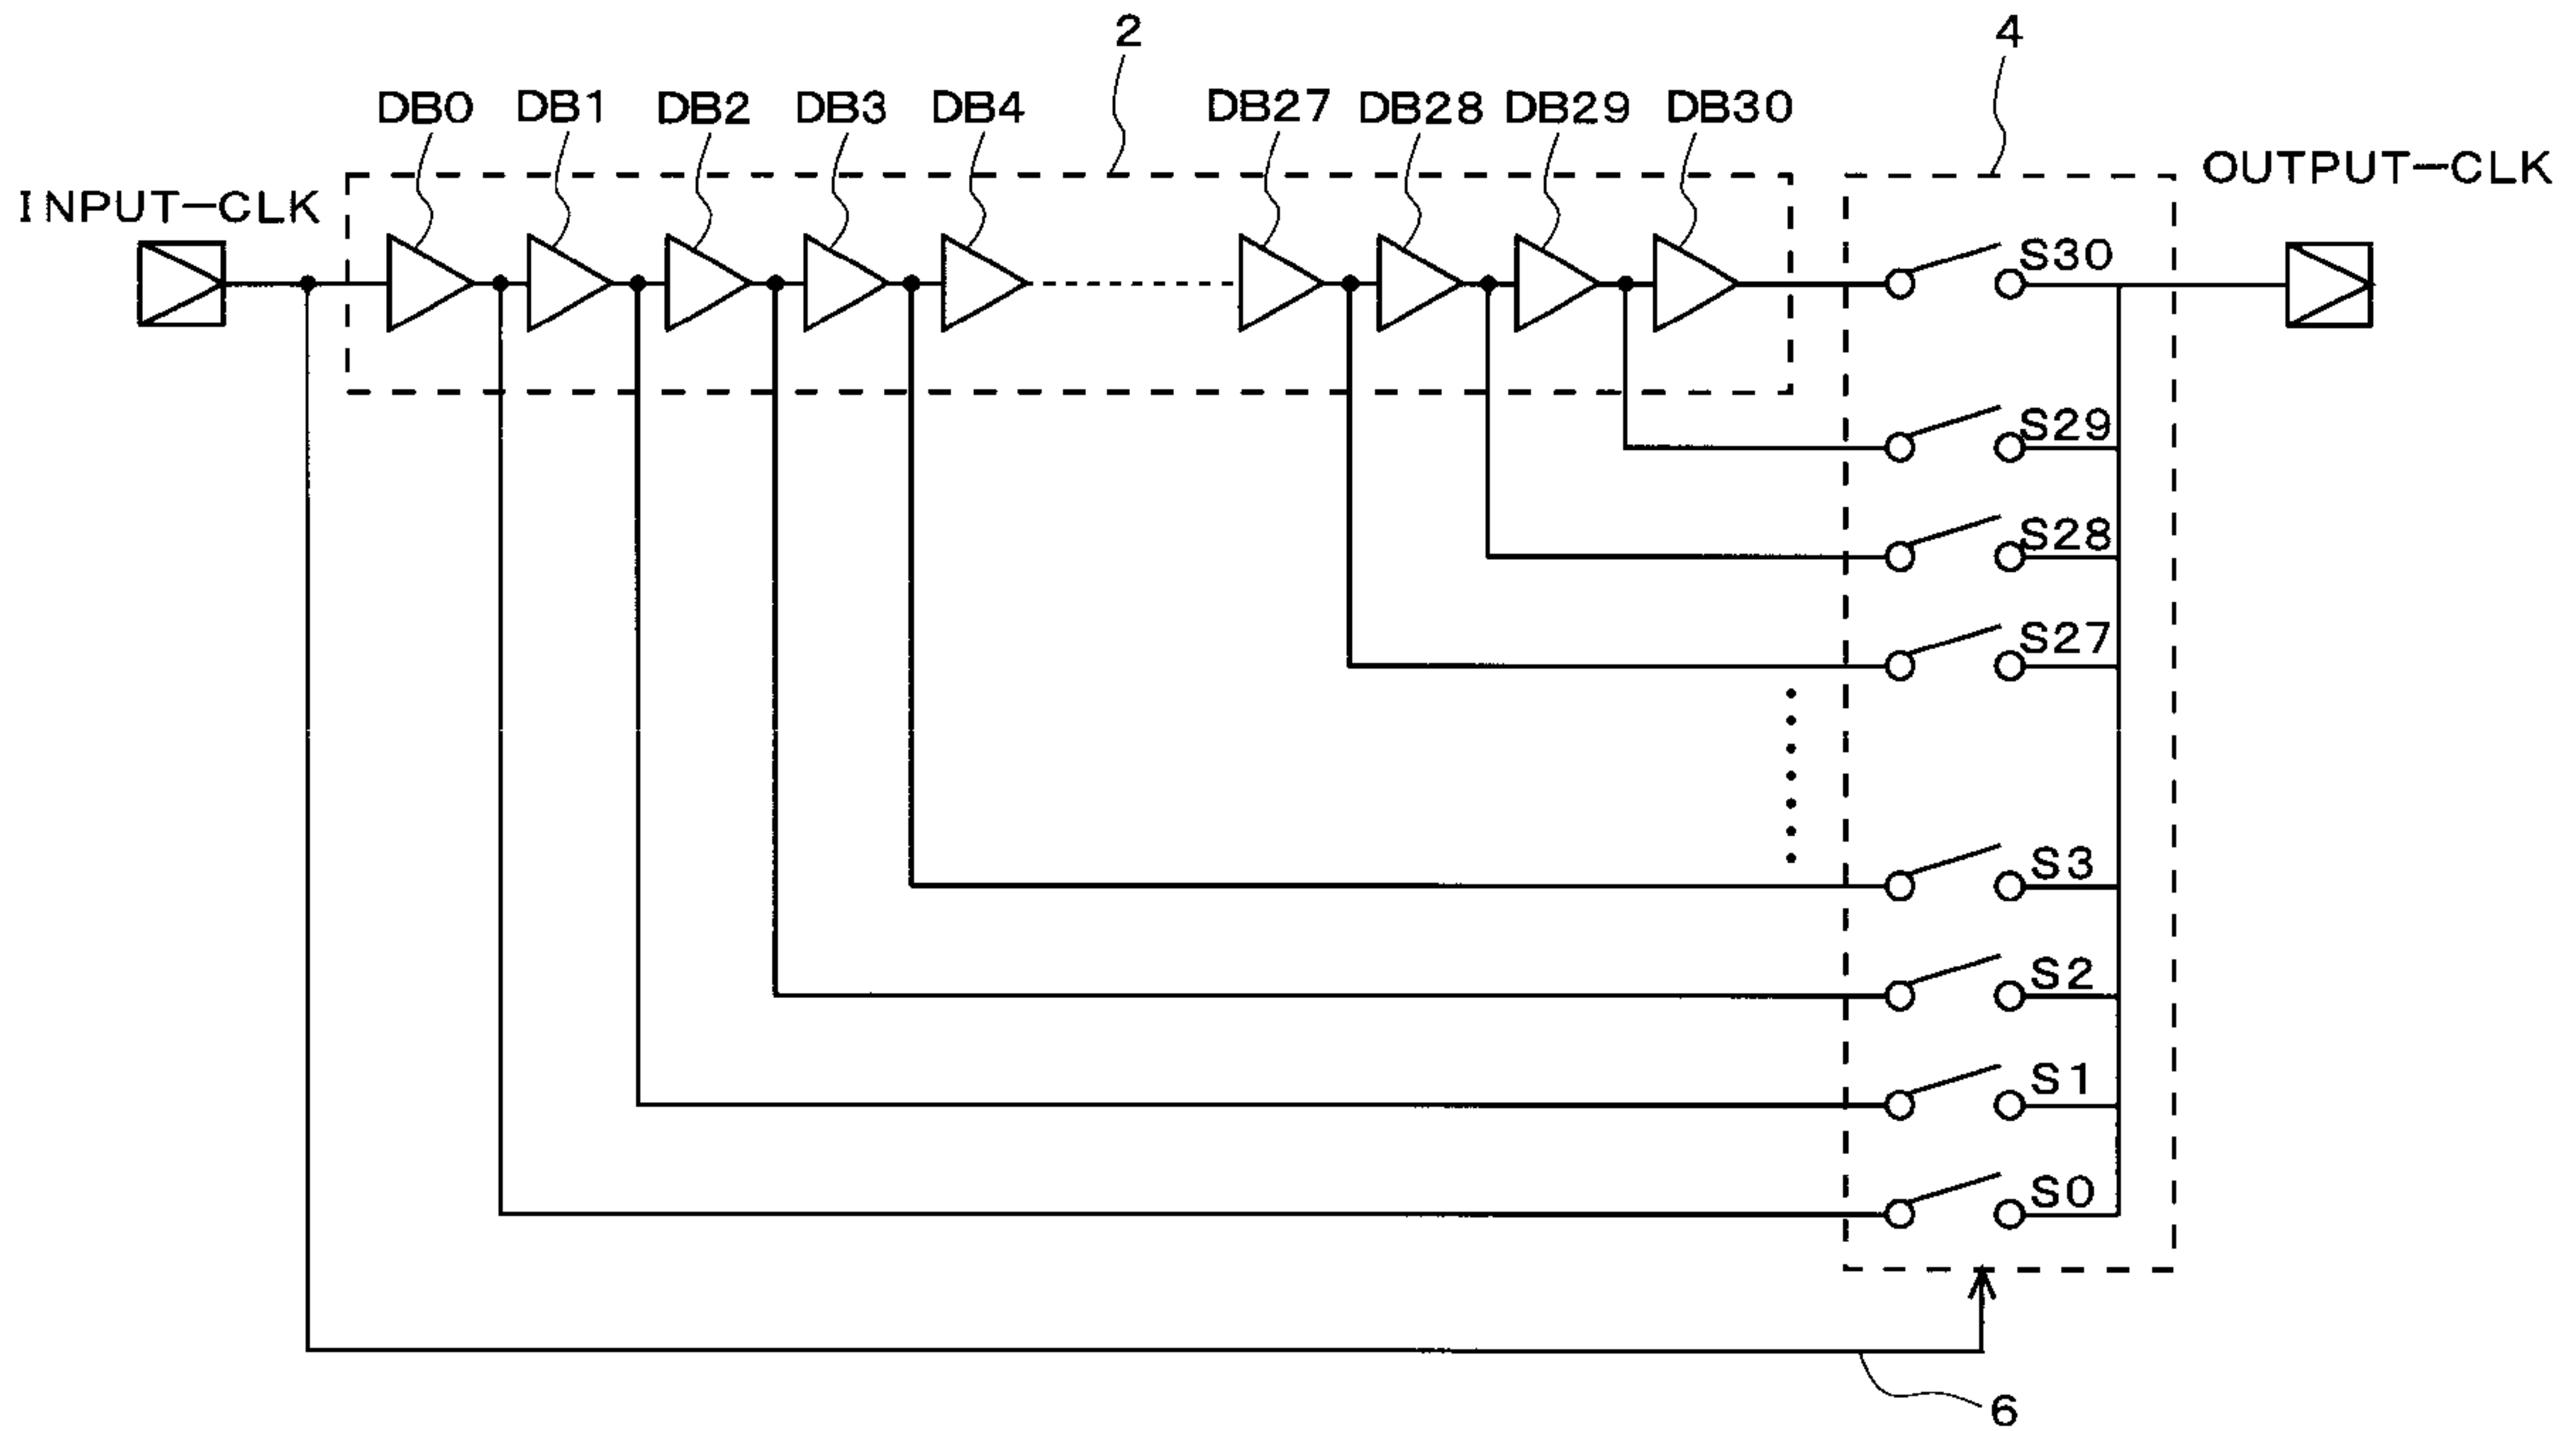 2
4
DB0 DB1 DB2 DB3 DB4 DB27 DB28 DB29 DB30
INPUT-CLK
OUTPUT-CLK
S30
S29
S28
S27
S3
S2
S1
S0
6